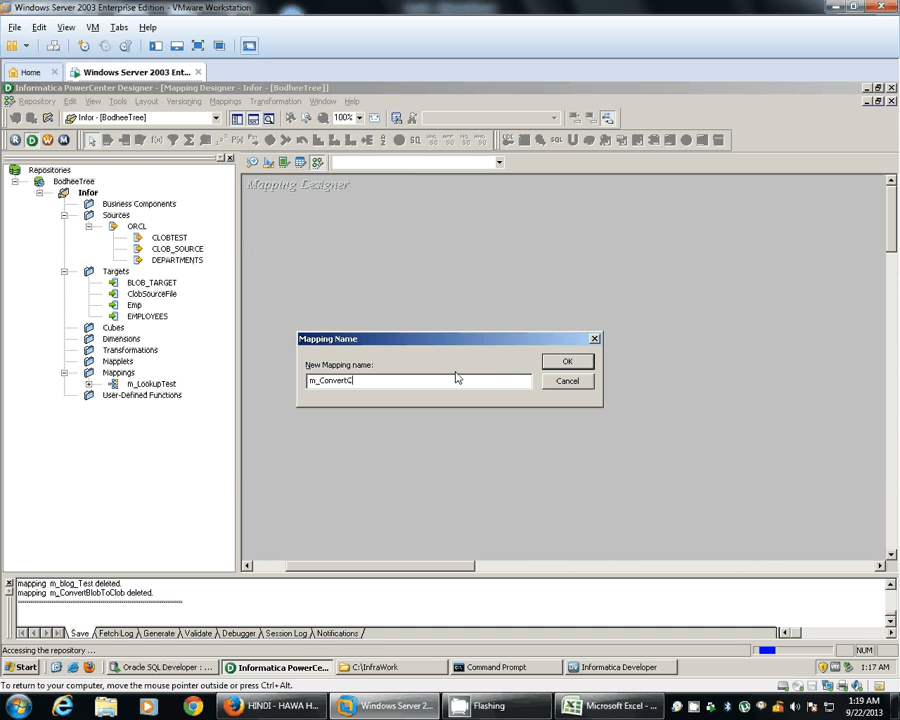 Windows Server 2003 Enterprise Edition - VMware Workstation
File Edit View VM Tabs Help
Home
Windows Server 2003 Ent...
Informatica PowerCenter Designer - [Mapping Designer - Infor - [BodheeTree]]
Repository Edit View Tools Layout Versioning Mappings Transformation Window Help
Infor - [BodheeTree]
100%
Repositories
BodheeTree
Infor
Business Components
Sources
ORCL
CLOBTEST
CLOB_SOURCE
DEPARTMENTS
Targets
BLOB_TARGET
ClobSourceFile
Emp
EMPLOYEES
Cubes
Dimensions
Transformations
Mapplets
Mappings
m_LookupTest
User-Defined Functions
Mapping Designer
Mapping Name
New Mapping name:
m_ConvertC
OK
Cancel
mapping m_blog_Test deleted.
mapping m_ConvertBlobToClob deleted.
Save Fetch Log Generate Validate Debugger Session Log Notifications
Accessing the repository ...
NUM
Start
Oracle SQL Developer : ...
Informatica PowerCe...
C:\InfraWork
Command Prompt
Informatica Developer
1:17 AM
To return to your computer, move the mouse pointer outside or press Ctrl+Alt.
HINDI - HAWA H...
Windows Server 2...
Flashing
Microsoft Excel - ...
1:19 AM
9/22/2013